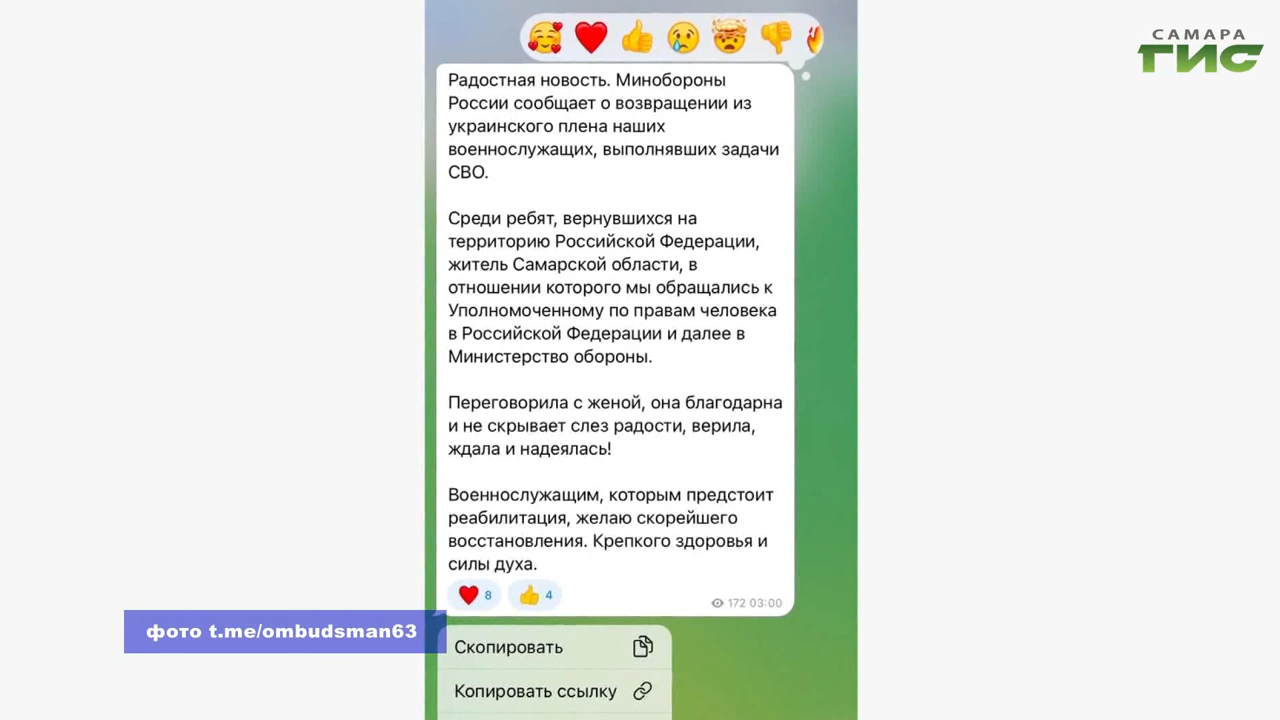 САМАРА
ГИС
Радостная новость. Минобороны
России сообщает о возвращении из
украинского плена наших
военнослужащих, выполнявших задачи
СВО.
Среди ребят, вернувшихся на
территорию Российской Федерации,
житель Самарской области, в
отношении которого мы обращались к
Уполномоченному по правам человека
в Российской Федерации и далее в
Министерство обороны.
Переговорила с женой, она благодарна
и не скрывает слез радости, верила,
ждала и надеялась!
Военнослужащим, которым предстоит
реабилитация, желаю скорейшего
восстановления. Крепкого здоровья и
силы духа.
8 4
172 03:00
фото t.me/ombudsman63
Скопировать
Копировать ссылку